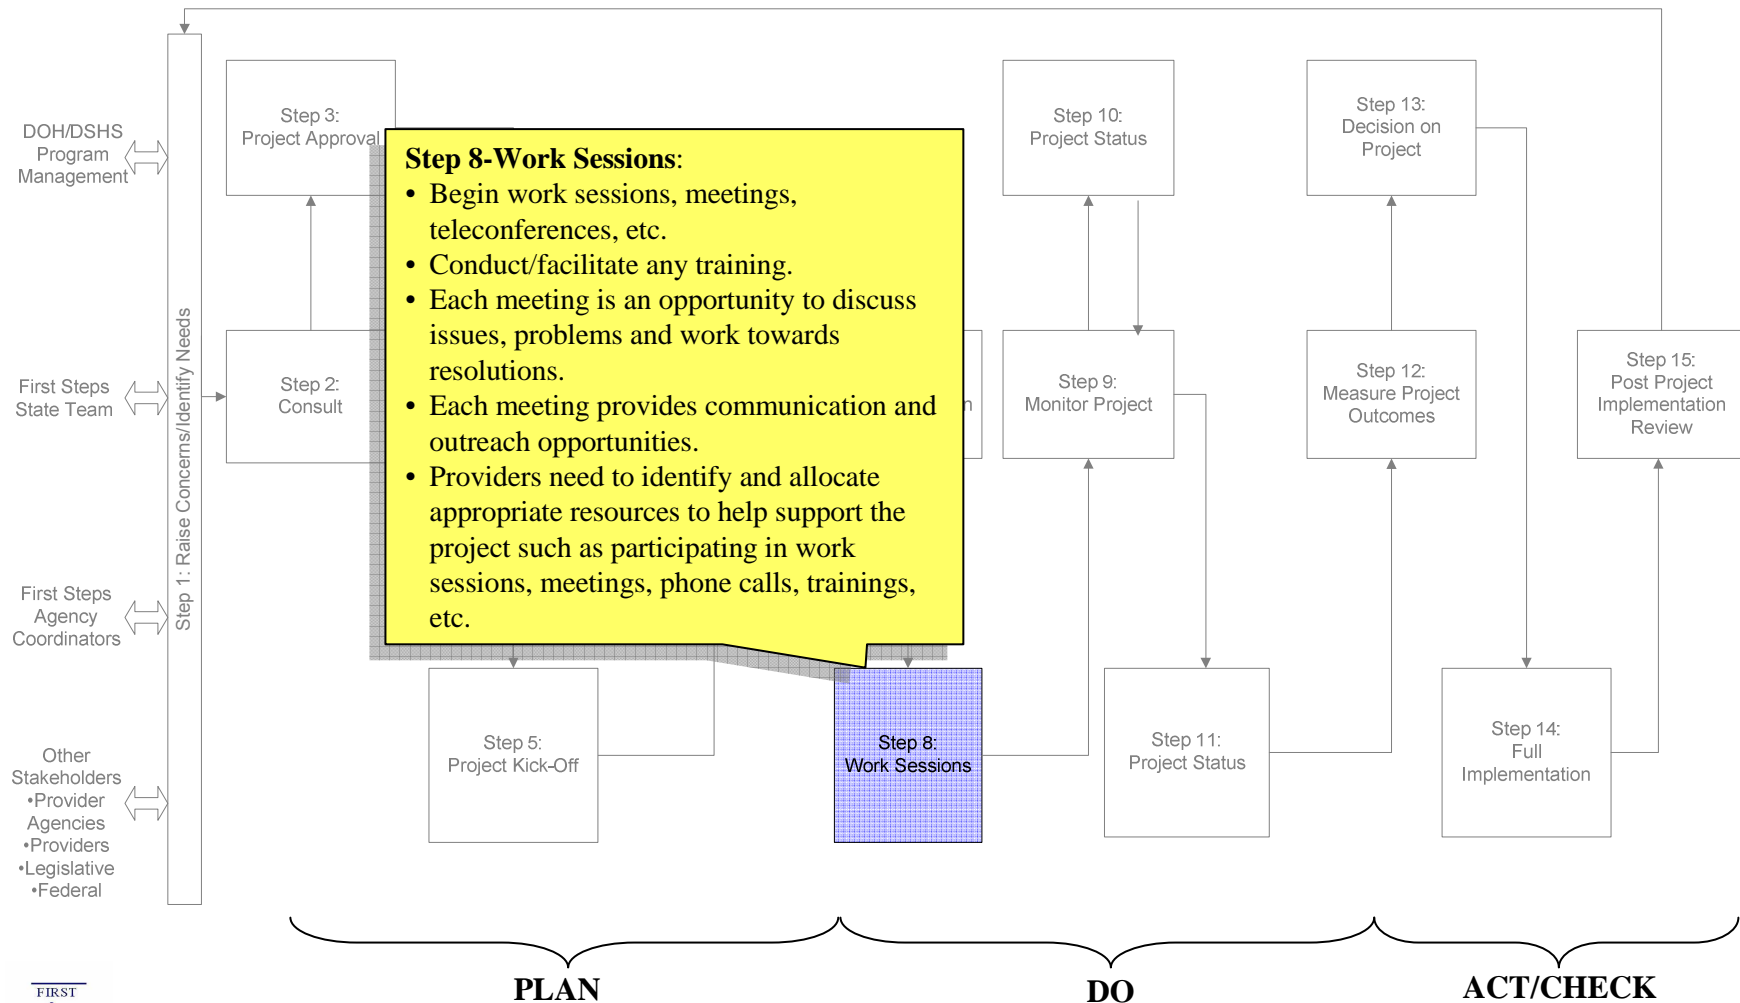 DOH/DSHS
Program
Management
First Steps
State Team
First Steps
Agency
Coordinators
Other
Stakeholders
•Provider
Agencies
•Providers
•Legislative
•Federal
Step 1: Raise Concerns/Identify Needs
Step 3:
Project Approval
Step 2:
Consult
Step 8-Work Sessions:
• Begin work sessions, meetings,
teleconferences, etc.
• Conduct/facilitate any training.
• Each meeting is an opportunity to discuss
issues, problems and work towards
resolutions.
• Each meeting provides communication and
outreach opportunities.
• Providers need to identify and allocate
appropriate resources to help support the
project such as participating in work
sessions, meetings, phone calls, trainings,
etc.
Step 5:
Project Kick-Off
Step 8:
Work Sessions
Step 10:
Project Status
Step 9:
Monitor Project
Step 11:
Project Status
Step 13:
Decision on
Project
Step 12:
Measure Project
Outcomes
Step 14:
Full
Implementation
Step 15:
Post Project
Implementation
Review
PLAN
DO
ACT/CHECK
FIRST